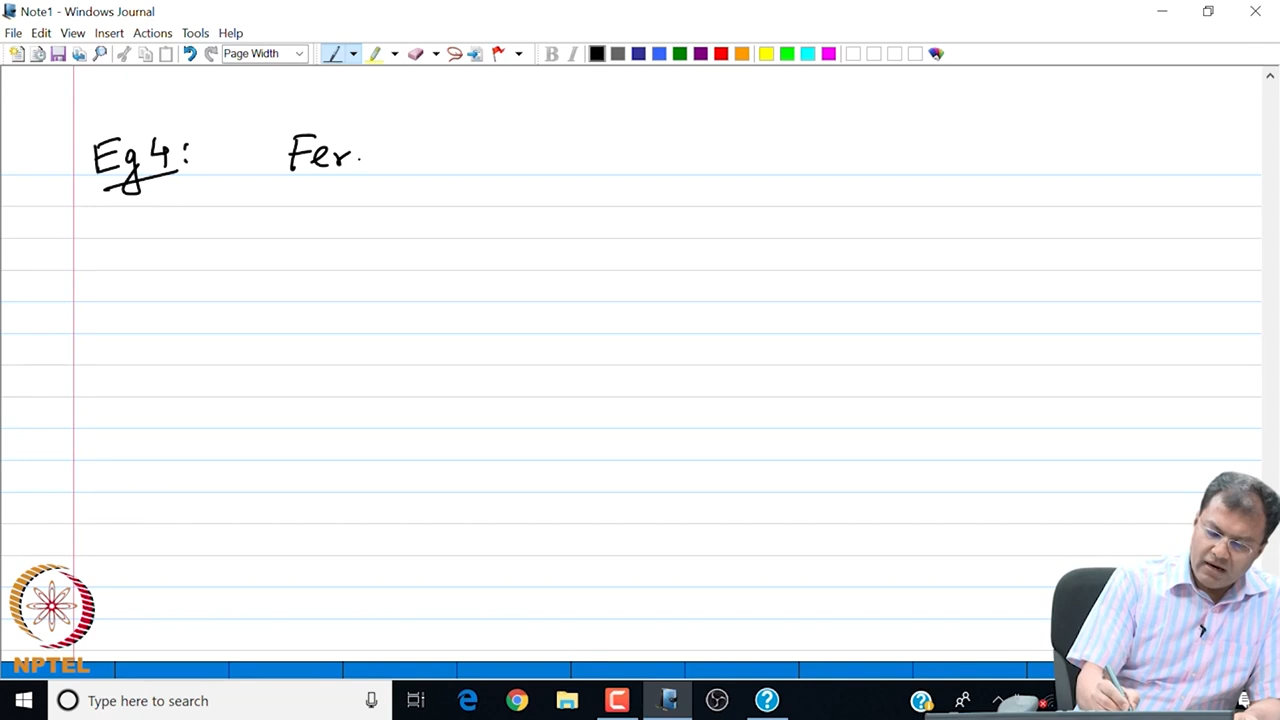 Note1 - Windows Journal
File Edit View Insert Actions Tools Help
Page Width B I
Eg 4: Fer
NPTEL
Type here to search